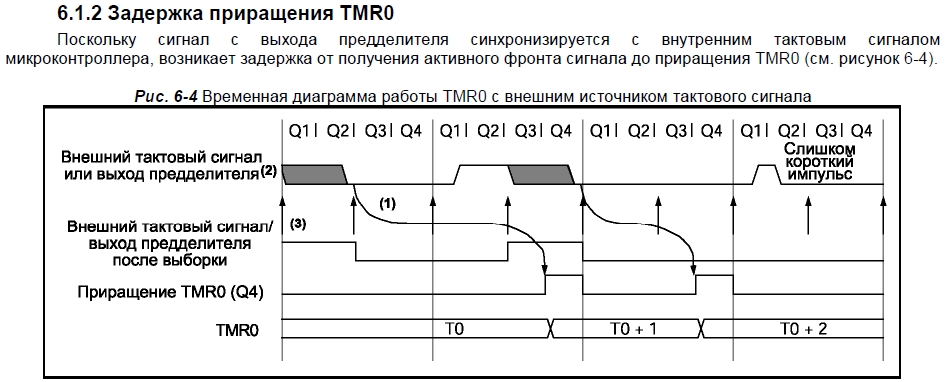 6.1.2 Задержка приращения TMR0
Поскольку сигнал с выхода предделителя синхронизируется с внутренним тактовым сигналом
микроконтроллера, возникает задержка от получения активного фронта сигнала до приращения TMR0 (см. рисунок 6-4).
Рис. 6-4 Временная диаграмма работы TMR0 с внешним источником тактового сигнала
Q1| Q2| Q3| Q4 Q1| Q2| Q3| Q4 Q1| Q2| Q3| Q4 Q1| Q2| Q3| Q4
Внешний тактовый сигнал
или выход предделителя(2)
Слишком
короткий
импульс
(1)
(3)
Внешний тактовый сигнал/
выход предделителя
после выборки
Приращение TMR0 (Q4)
TMR0 T0 T0 + 1 T0 + 2